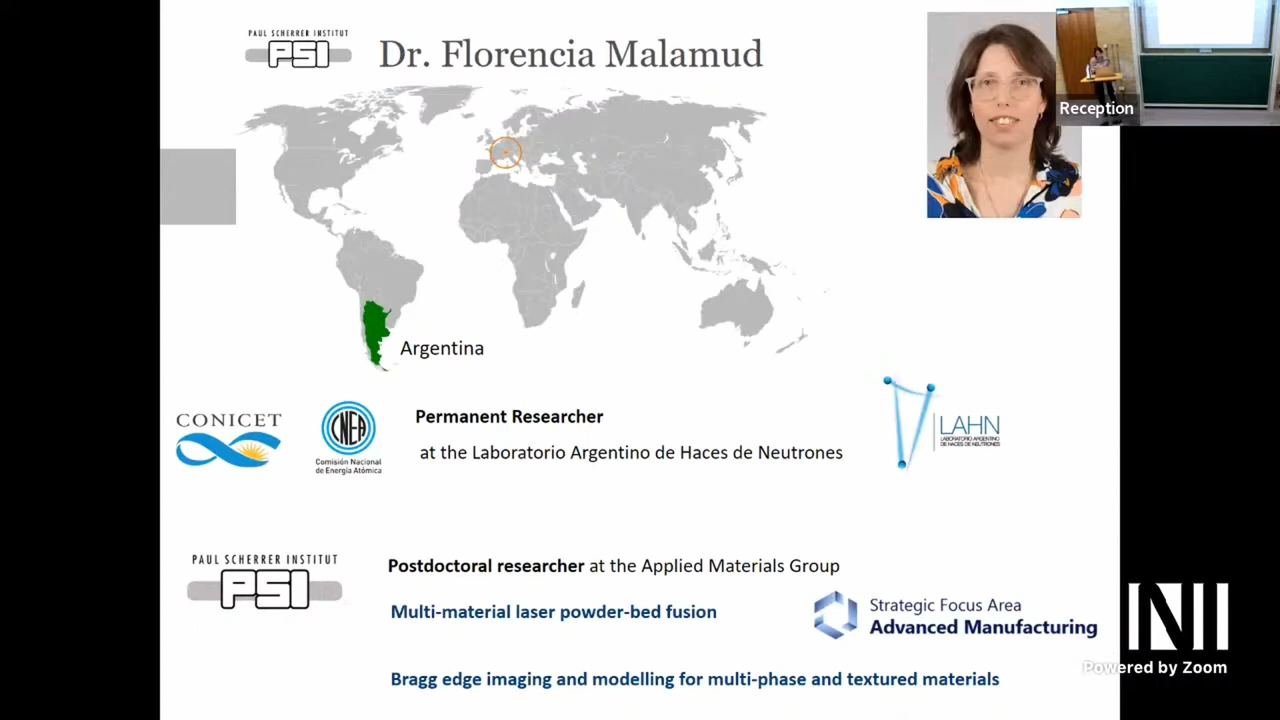 PAUL SCHERRER INSTITUT
PSI
Dr. Florencia Malamud
Reception
Argentina
CONICET
CNEA
Comisión Nacional
de Energía Atómica
Permanent Researcher
at the Laboratorio Argentino de Haces de Neutrones
LAHN
LABORATORIO ARGENTINO
DE HACES DE NEUTRONES
PAUL SCHERRER INSTITUT
PSI
Postdoctoral researcher at the Applied Materials Group
Multi-material laser powder-bed fusion
Strategic Focus Area
Advanced Manufacturing
Bragg edge imaging and modelling for multi-phase and textured materials
Powered by Zoom